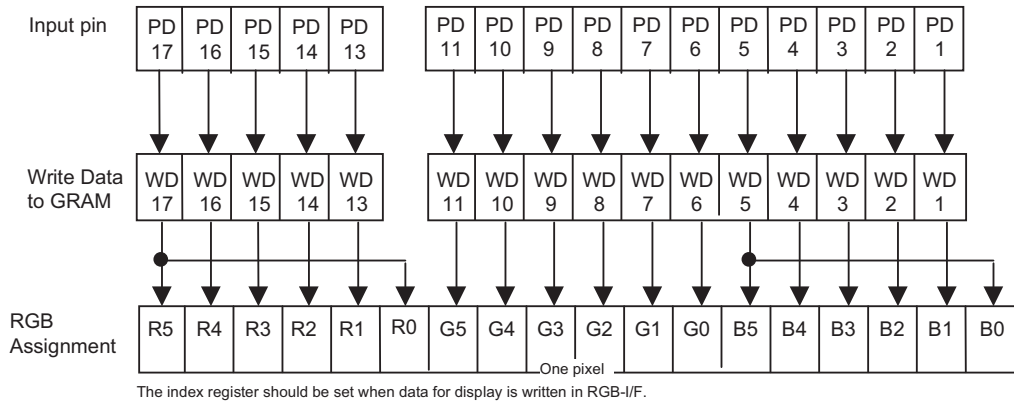 Input pin
PD 17 PD 16 PD 15 PD 14 PD 13 PD 11 PD 10 PD 9 PD 8 PD 7 PD 6 PD 5 PD 4 PD 3 PD 2 PD 1
Write Data to GRAM
WD 17 WD 16 WD 15 WD 14 WD 13 WD 11 WD 10 WD 9 WD 8 WD 7 WD 6 WD 5 WD 4 WD 3 WD 2 WD 1
RGB Assignment
R5 R4 R3 R2 R1 R0 G5 G4 G3 G2 G1 G0 B5 B4 B3 B2 B1 B0
One pixel
The index register should be set when data for display is written in RGB-I/F.